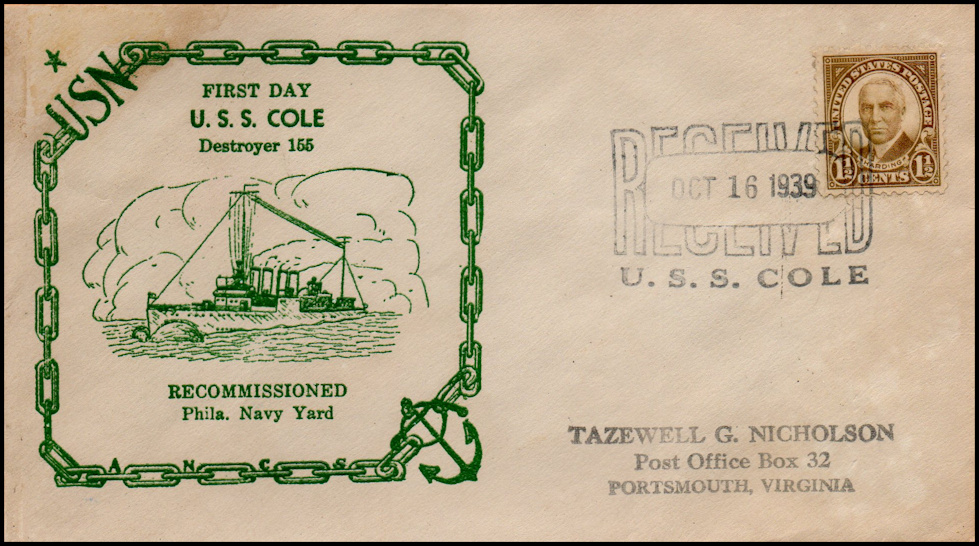 USN
FIRST DAY
U. S. S. COLE
Destroyer 155
RECOMMISSIONED
Phila. Navy Yard
A N C S
UNITED STATES POSTAGE
HARDING
1½ CENTS 1½
RECEIVED
OCT 16 1939
RECEIVED
U. S. S. COLE
TAZEWELL G. NICHOLSON
Post Office Box 32
PORTSMOUTH, VIRGINIA